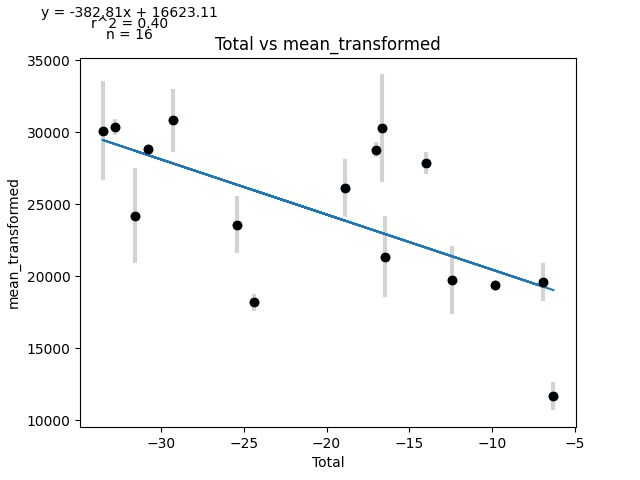 y = -382.81x + 16623.11
r^2 = 0.40
n = 16
Total vs mean_transformed
35000
30000
25000
20000
15000
10000
mean_transformed
−30
−25
−20
−15
−10
−5
Total